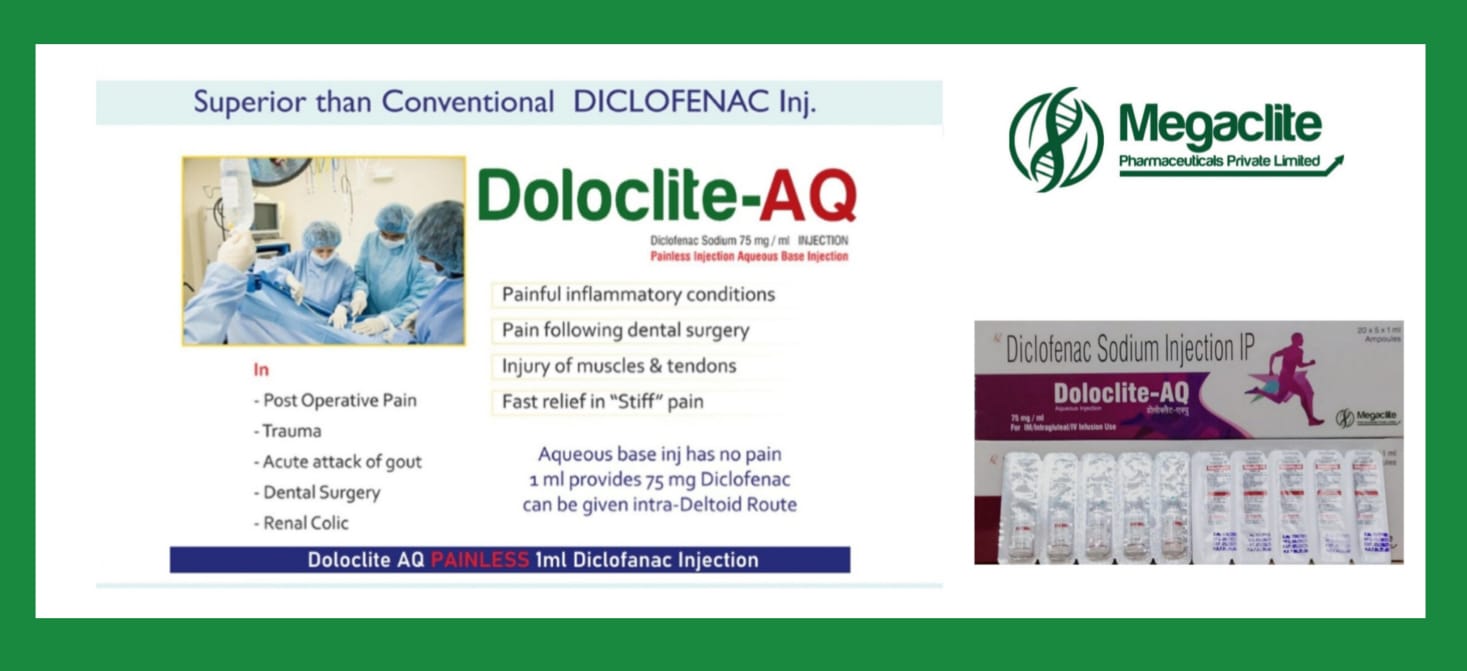 Superior than Conventional DICLOFENAC Inj.
Doloclite-AQ
Diclofenac Sodium 75 mg / ml INJECTION
Painless Injection Aqueous Base Injection
Painful inflammatory conditions
Pain following dental surgery
Injury of muscles & tendons
Fast relief in "Stiff" pain
In
- Post Operative Pain
- Trauma
- Acute attack of gout
- Dental Surgery
- Renal Colic
Aqueous base inj has no pain
1 ml provides 75 mg Diclofenac
can be given intra-Deltoid Route
Doloclite AQ PAINLESS 1ml Diclofanac Injection
Megaclite
Pharmaceuticals Private Limited
20 x 5 x 1 ml
Ampoules
Diclofenac Sodium Injection IP
Doloclite-AQ
Aqueous Injection
डोलोक्लैट-एक्यू
75 mg / ml
For IM/Intragluteal/IV Infusion Use
Megaclite